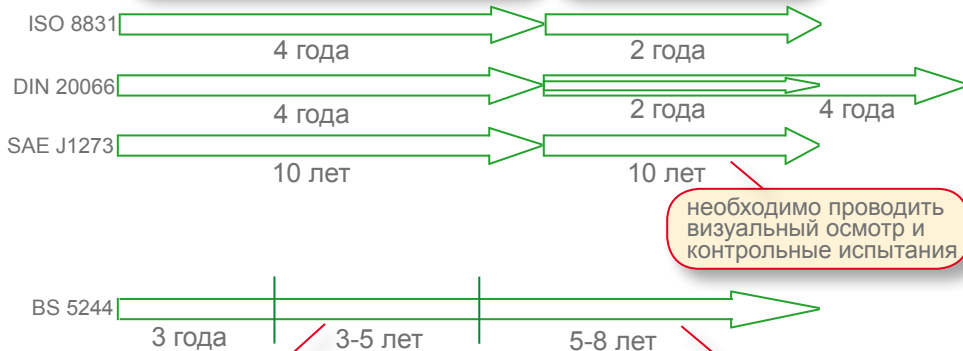 ISO 8831
4 года 2 года
DIN 20066
4 года 2 года 4 года
SAE J1273
10 лет 10 лет
необходимо проводить
визуальный осмотр и
контрольные испытания
BS 5244
3 года 3-5 лет 5-8 лет